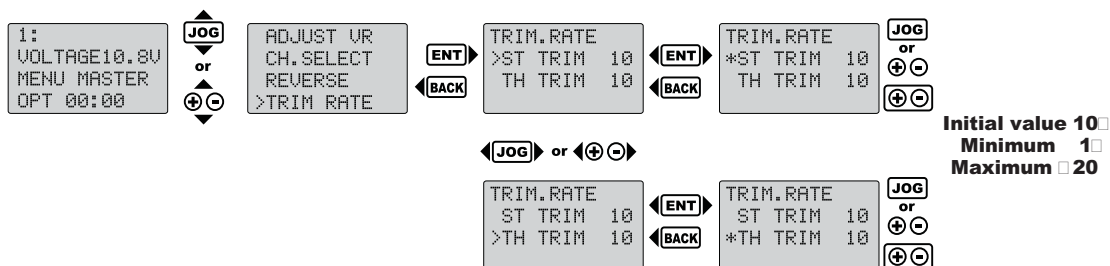 1:
VOLTAGE10.8V
MENU MASTER
OPT 00:00
JOG
or
ADJUST VR
CH.SELECT
REVERSE
>TRIM RATE
ENT
BACK
TRIM.RATE
>ST TRIM 10
TH TRIM 10
ENT
BACK
TRIM.RATE
*ST TRIM 10
TH TRIM 10
JOG
or
Initial value 10
Minimum 1
Maximum 20
JOG or
TRIM.RATE
ST TRIM 10
>TH TRIM 10
ENT
BACK
TRIM.RATE
ST TRIM 10
*TH TRIM 10
JOG
or